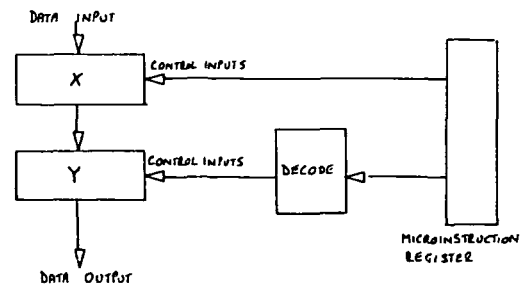 DATA INPUT
X
CONTROL INPUTS
Y
CONTROL INPUTS
DECODE
MICROINSTRUCTION
REGISTER
DATA OUTPUT